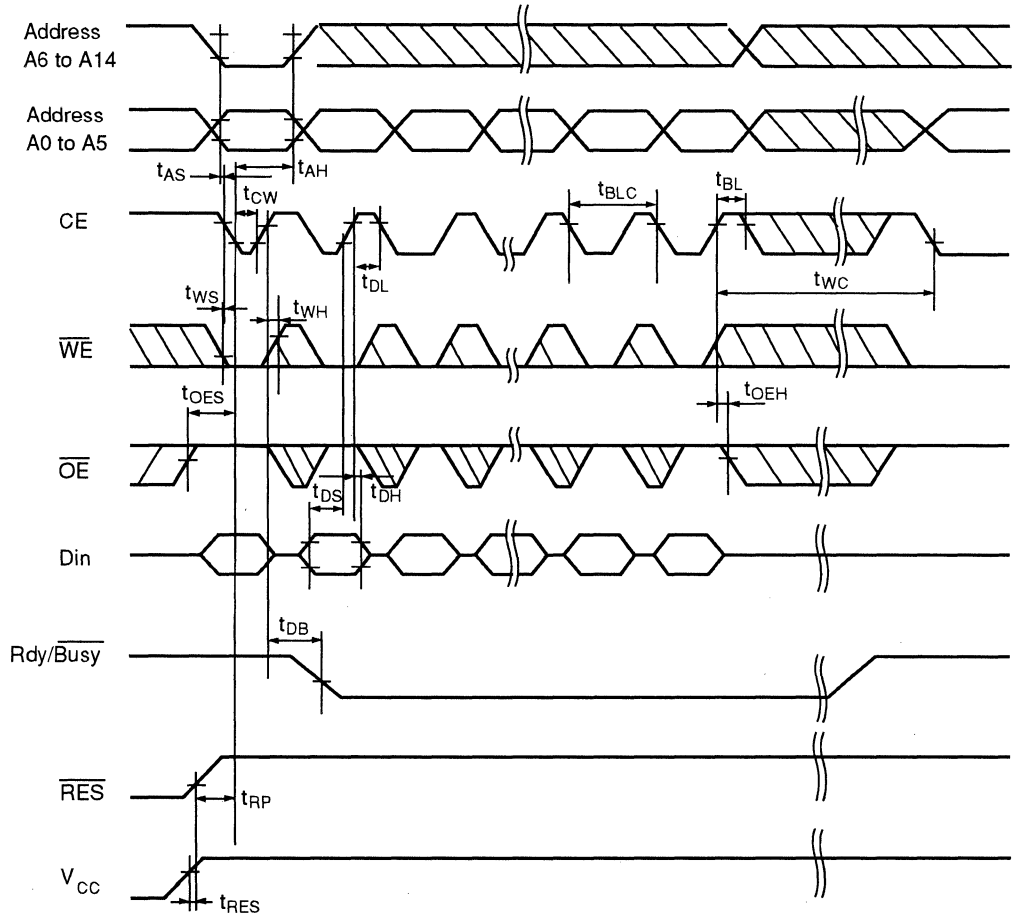 Address
A6 to A14
Address
A0 to A5
tAS
tAH
tCW
tBLC
tBL
CE
tDL
tWC
tWS
tWH
WE
tOES
tOEH
OE
tDS
tDH
Din
tDB
Rdy/Busy
RES
tRP
VCC
tRES